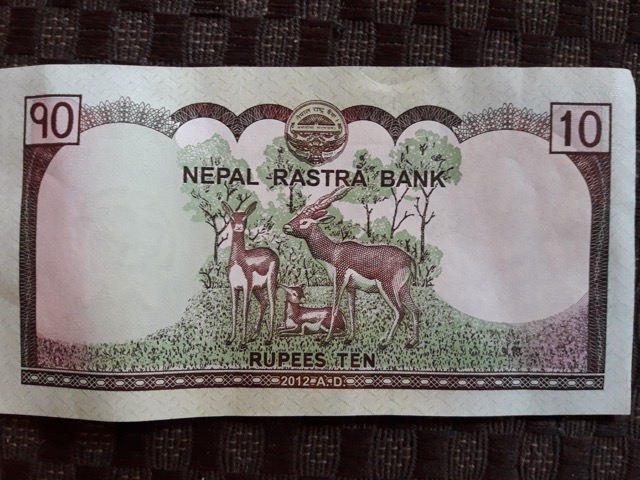 १० 10
NEPAL RASTRA BANK
RUPEES TEN
2012. A. D.